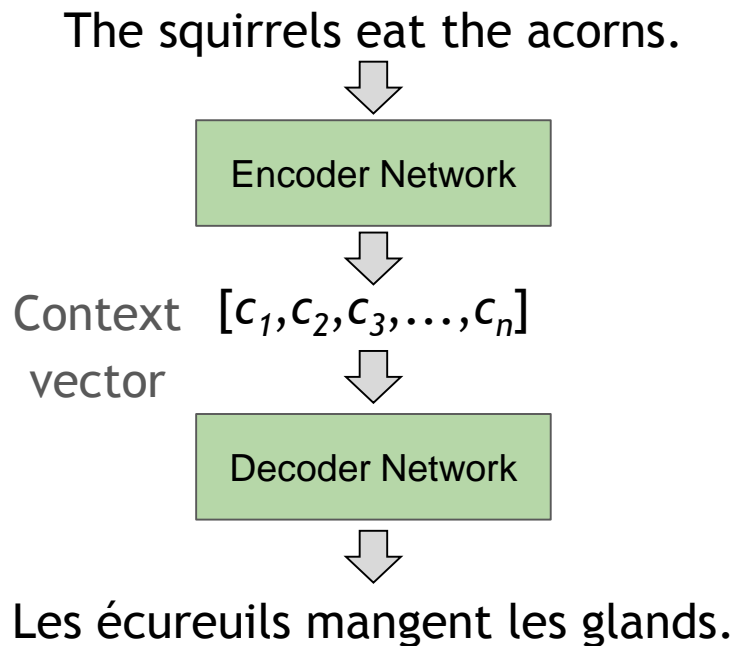 The squirrels eat the acorns.
Encoder Network
Context [c₁,c₂,c₃,...,cₙ]
vector
Decoder Network
Les écureuils mangent les glands.